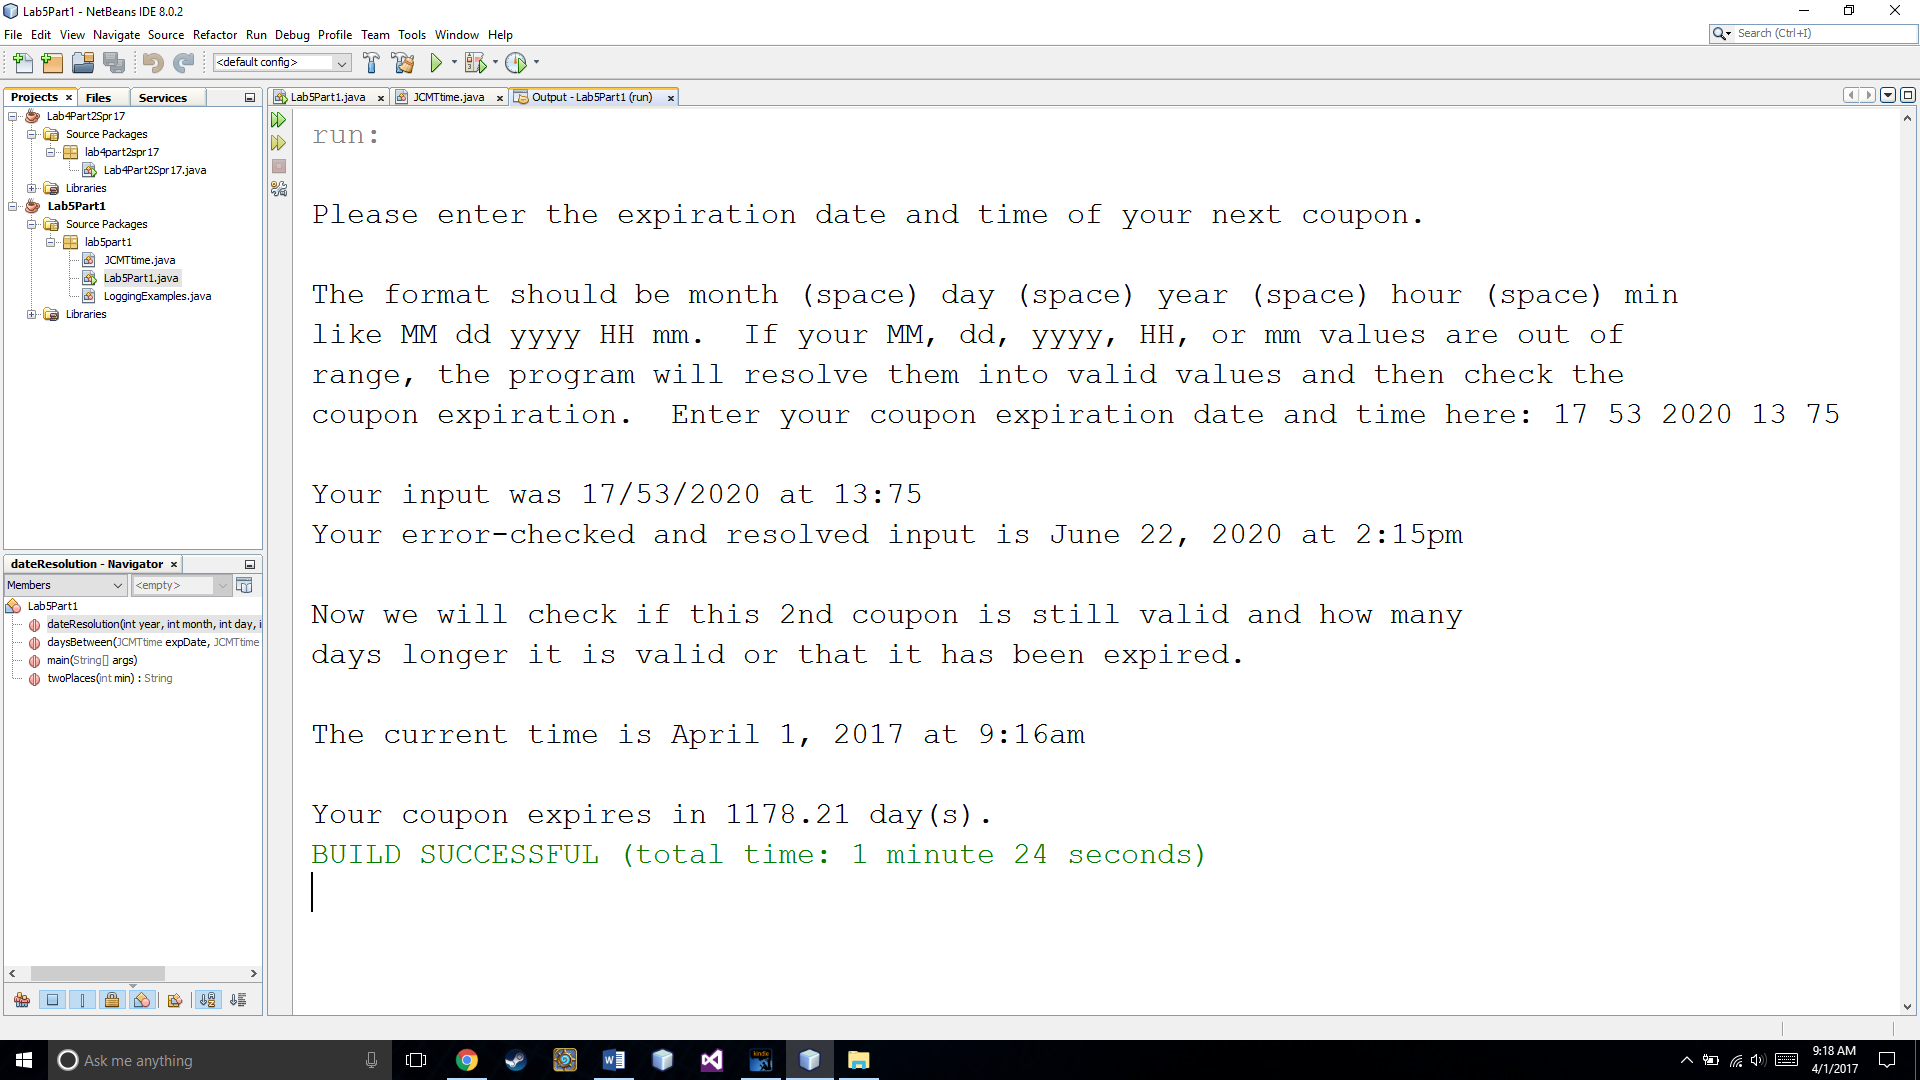 Lab5Part1 - NetBeans IDE 8.0.2
File Edit View Navigate Source Refactor Run Debug Profile Team Tools Window Help
Search (Ctrl+I)
<default config>
Projects Files Services
Lab5Part1.java JCMTtime.java Output - Lab5Part1 (run)
Lab4Part2Spr17
Source Packages
lab4part2spr17
Lab4Part2Spr17.java
Libraries
Lab5Part1
Source Packages
lab5part1
JCMTtime.java
Lab5Part1.java
LoggingExamples.java
Libraries
dateResolution - Navigator
Members <empty>
Lab5Part1
dateResolution(int year, int month, int day, i
daysBetween(JCMTtime expDate, JCMTtime
main(String[] args)
twoPlaces(int min) : String
run:
Please enter the expiration date and time of your next coupon.
The format should be month (space) day (space) year (space) hour (space) min
like MM dd yyyy HH mm.  If your MM, dd, yyyy, HH, or mm values are out of
range, the program will resolve them into valid values and then check the
coupon expiration.  Enter your coupon expiration date and time here: 17 53 2020 13 75
Your input was 17/53/2020 at 13:75
Your error-checked and resolved input is June 22, 2020 at 2:15pm
Now we will check if this 2nd coupon is still valid and how many
days longer it is valid or that it has been expired.
The current time is April 1, 2017 at 9:16am
Your coupon expires in 1178.21 day(s).
BUILD SUCCESSFUL (total time: 1 minute 24 seconds)
Ask me anything
kindle
9:18 AM
4/1/2017